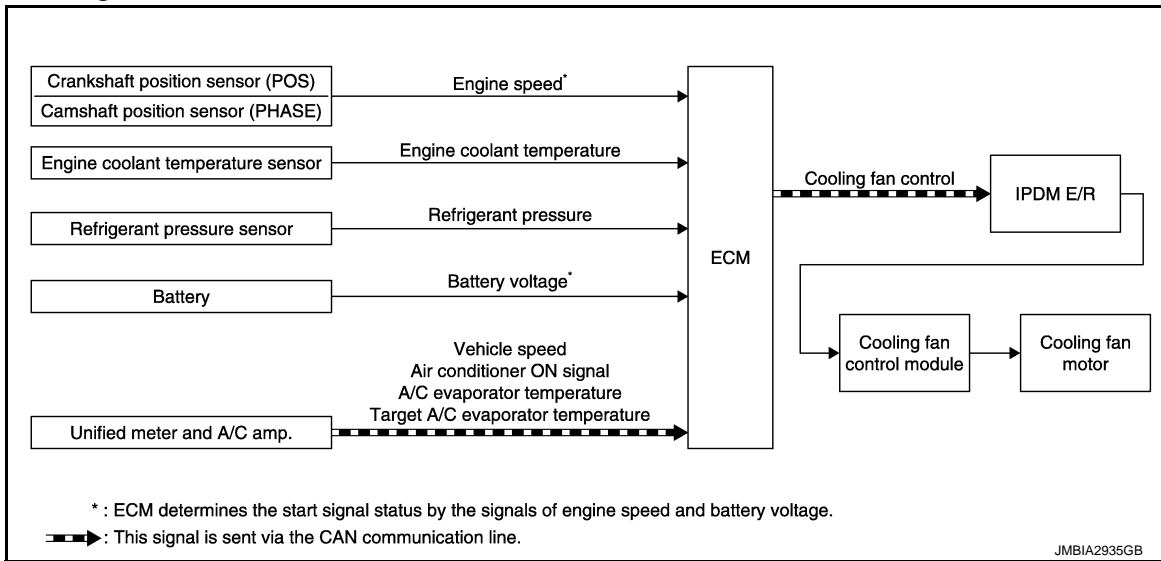 Crankshaft position sensor (POS)
Camshaft position sensor (PHASE)
Engine speed*
Engine coolant temperature sensor
Engine coolant temperature
Refrigerant pressure sensor
Refrigerant pressure
Battery
Battery voltage*
Unified meter and A/C amp.
Vehicle speed
Air conditioner ON signal
A/C evaporator temperature
Target A/C evaporator temperature
ECM
Cooling fan control
IPDM E/R
Cooling fan
control module
Cooling fan
motor
* : ECM determines the start signal status by the signals of engine speed and battery voltage.
: This signal is sent via the CAN communication line.
JMBIA2935GB